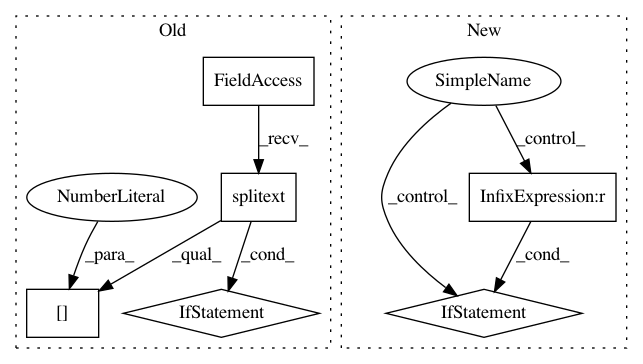 Old
New
FieldAccess
SimpleName
_recv_
_control_
NumberLiteral
splitext
_control_
InfixExpression:r
_para_
_qual_
_cond_
_cond_
[]
IfStatement
IfStatement